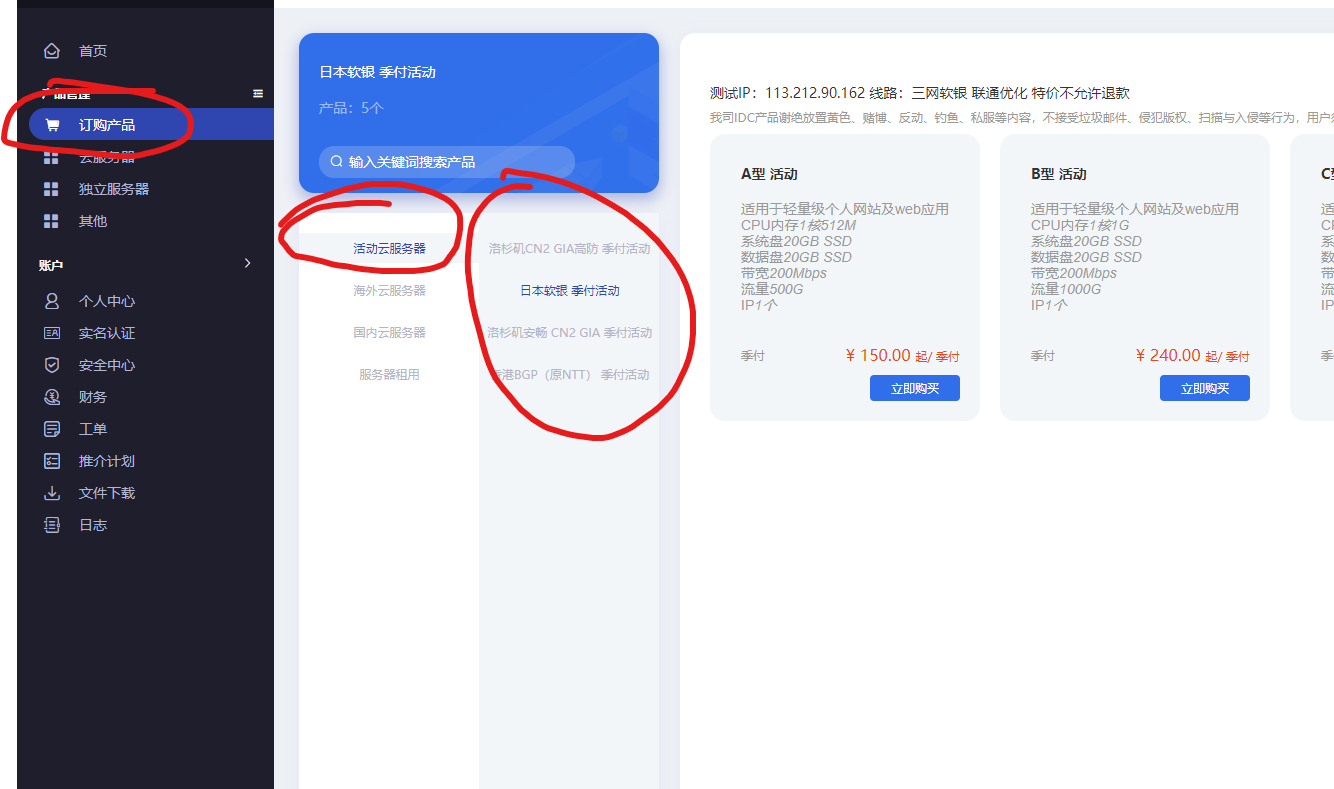 首页
产品管理
订购产品
云服务器
独立服务器
其他
账户
个人中心
实名认证
安全中心
财务
工单
推介计划
文件下载
日志
日本软银 季付活动
产品：5个
输入关键词搜索产品
活动云服务器
海外云服务器
国内云服务器
服务器租用
洛杉矶CN2 GIA高防 季付活动
日本软银 季付活动
洛杉矶安畅 CN2 GIA 季付活动
香港BGP（原NTT） 季付活动
测试IP：113.212.90.162 线路：三网软银 联通优化 特价不允许退款
我司IDC产品谢绝放置黄色、赌博、反动、钓鱼、私服等内容，不接受垃圾邮件、侵犯版权、扫描与入侵等行为，用户
A型 活动
适用于轻量级个人网站及web应用
CPU内存1核512M
系统盘20GB SSD
数据盘20GB SSD
带宽200Mbps
流量500G
IP1个
季付
¥ 150.00 起/ 季付
立即购买
B型 活动
适用于轻量级个人网站及web应用
CPU内存1核1G
系统盘20GB SSD
数据盘20GB SSD
带宽200Mbps
流量1000G
IP1个
季付
¥ 240.00 起/ 季付
立即购买